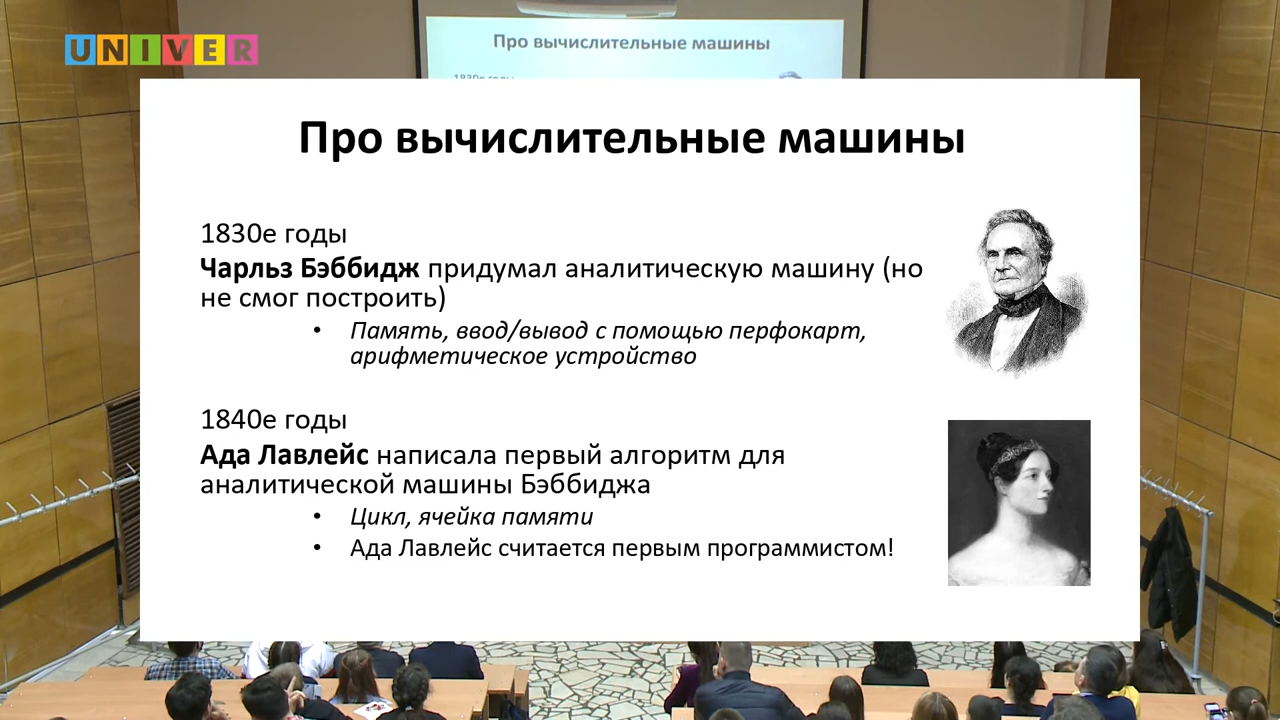 UNIVER
Про вычислительные машины
1830е годы
Про вычислительные машины
1830е годы
Чарльз Бэббидж придумал аналитическую машину (но
не смог построить)
• Память, ввод/вывод с помощью перфокарт,
арифметическое устройство
1840е годы
Ада Лавлейс написала первый алгоритм для
аналитической машины Бэббиджа
• Цикл, ячейка памяти
• Ада Лавлейс считается первым программистом!